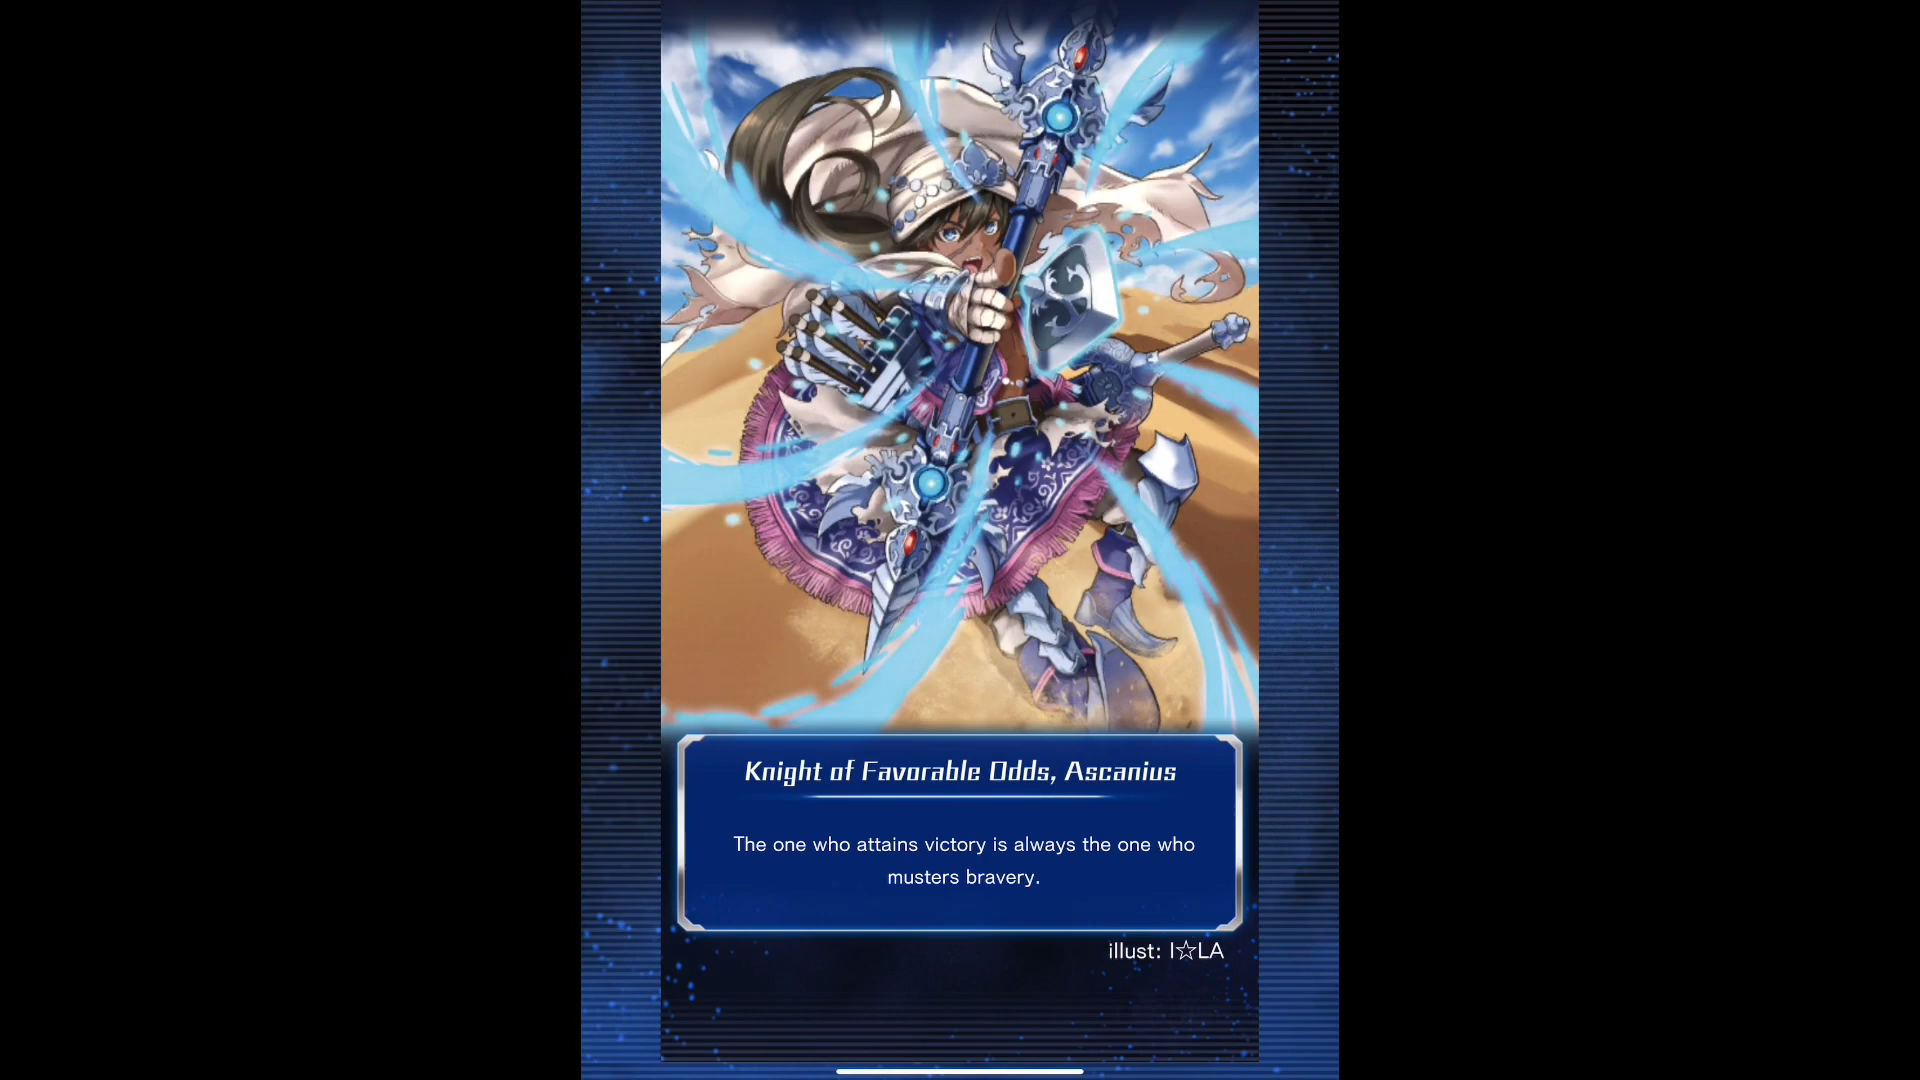 Knight of Favorable Odds, Ascanius
The one who attains victory is always the one who
musters bravery.
illust: I☆LA